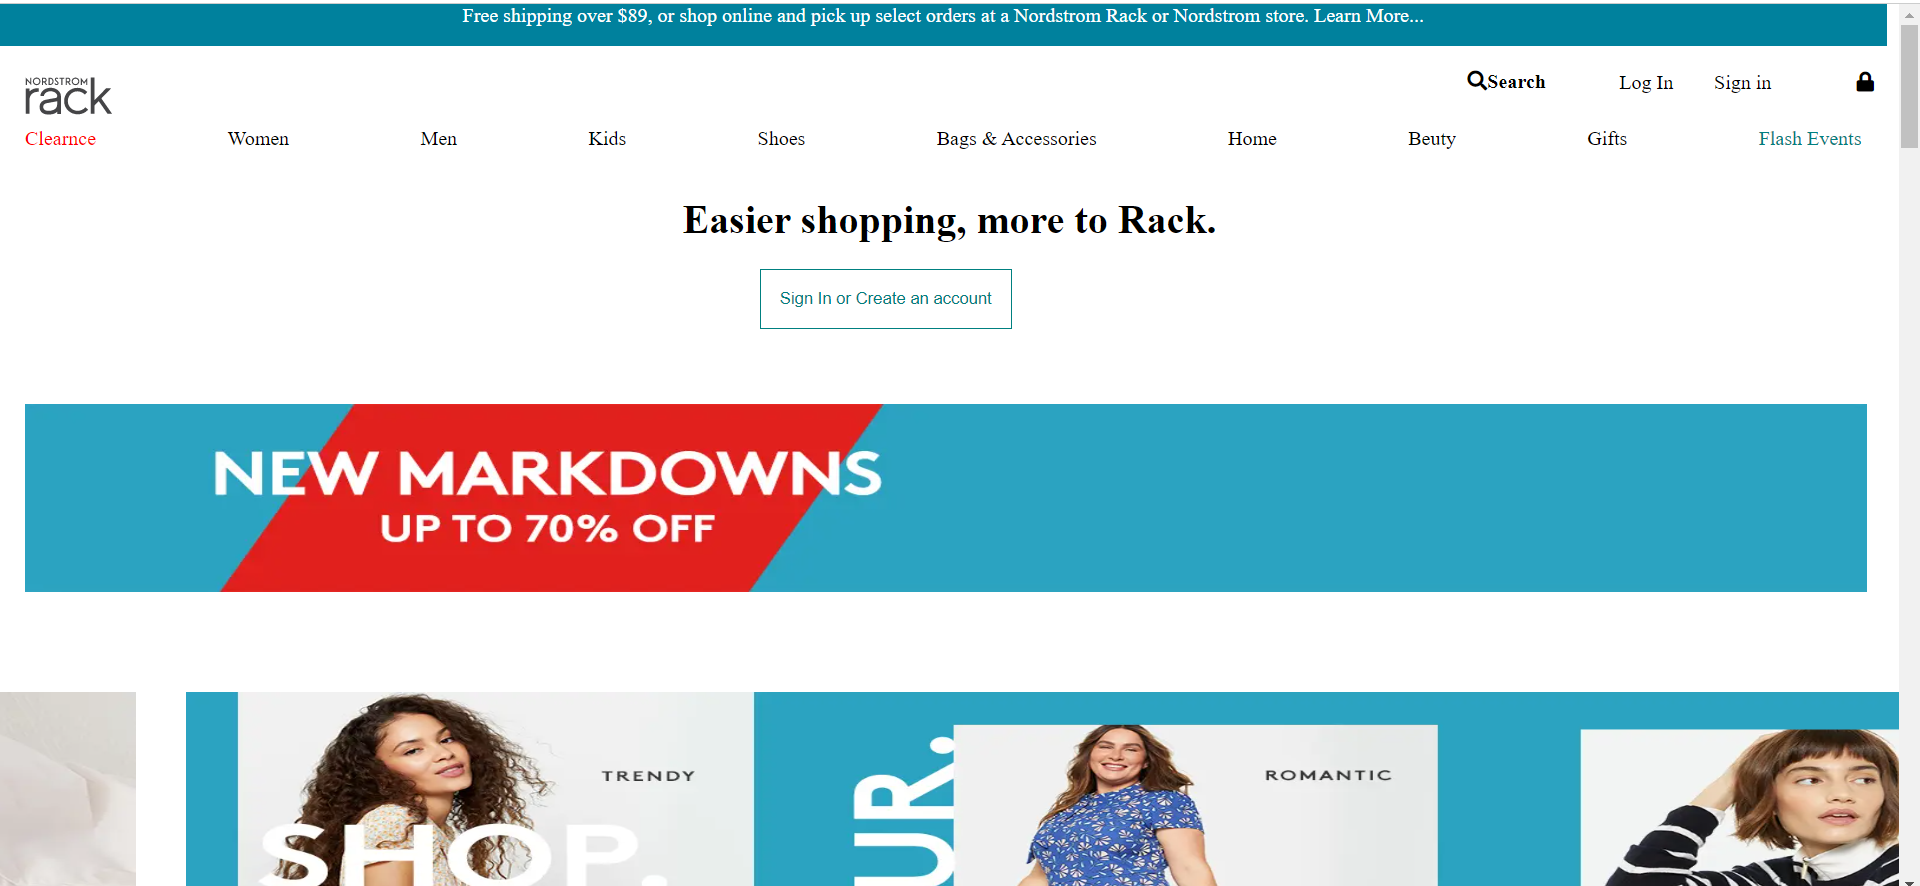 Free shipping over $89, or shop online and pick up select orders at a Nordstrom Rack or Nordstrom store. Learn More...
NORDSTROM
rack
Search
Log In
Sign in
Clearnce
Women
Men
Kids
Shoes
Bags & Accessories
Home
Beuty
Gifts
Flash Events
Easier shopping, more to Rack.
Sign In or Create an account
NEW MARKDOWNS
UP TO 70% OFF
TRENDY
SHOP.
UR.
ROMANTIC